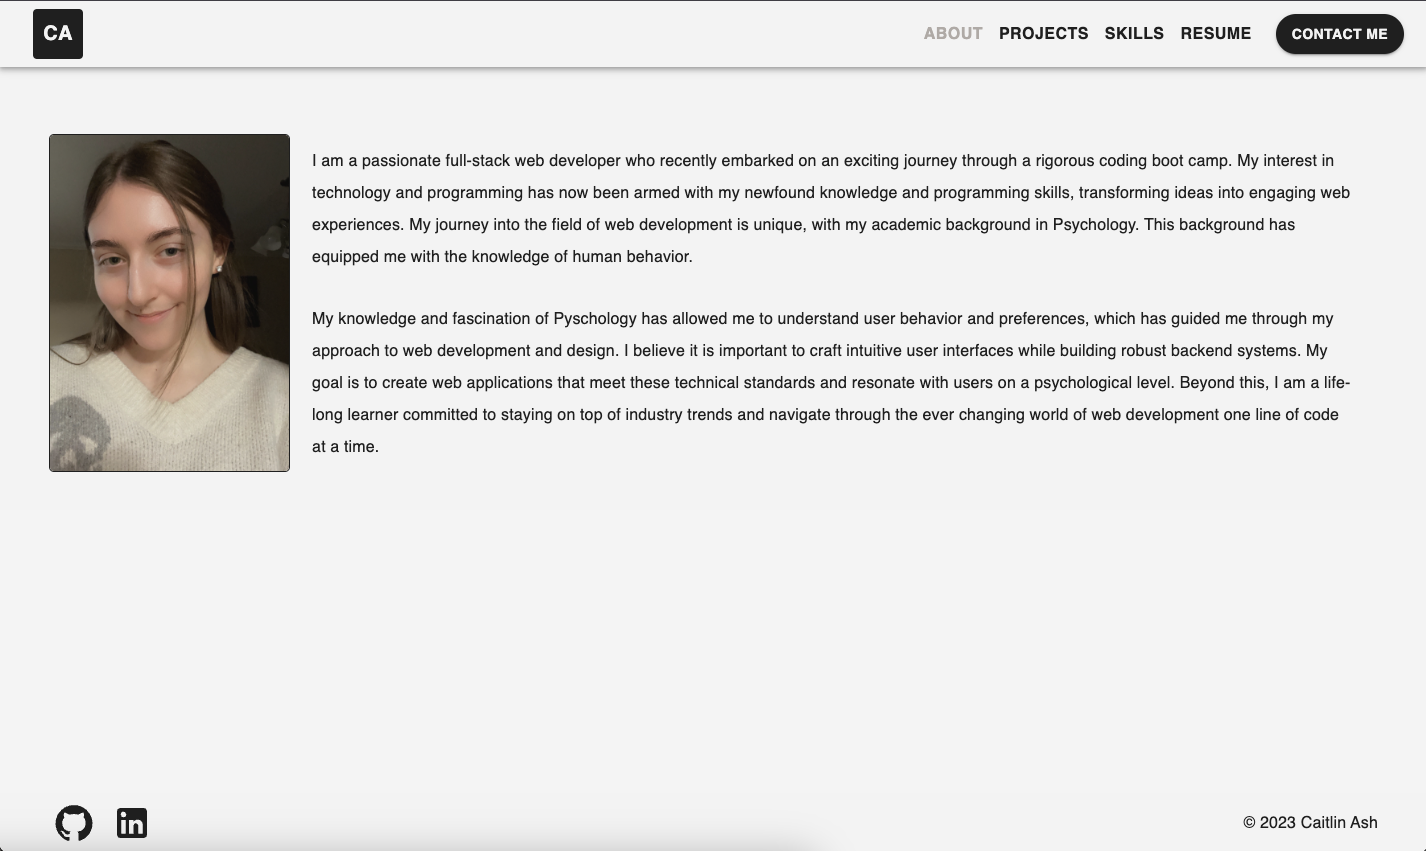 CA
ABOUT PROJECTS SKILLS RESUME CONTACT ME
I am a passionate full-stack web developer who recently embarked on an exciting journey through a rigorous coding boot camp. My interest in
technology and programming has now been armed with my newfound knowledge and programming skills, transforming ideas into engaging web
experiences. My journey into the field of web development is unique, with my academic background in Psychology. This background has
equipped me with the knowledge of human behavior.
My knowledge and fascination of Pyschology has allowed me to understand user behavior and preferences, which has guided me through my
approach to web development and design. I believe it is important to craft intuitive user interfaces while building robust backend systems. My
goal is to create web applications that meet these technical standards and resonate with users on a psychological level. Beyond this, I am a life-
long learner committed to staying on top of industry trends and navigate through the ever changing world of web development one line of code
at a time.
in
© 2023 Caitlin Ash